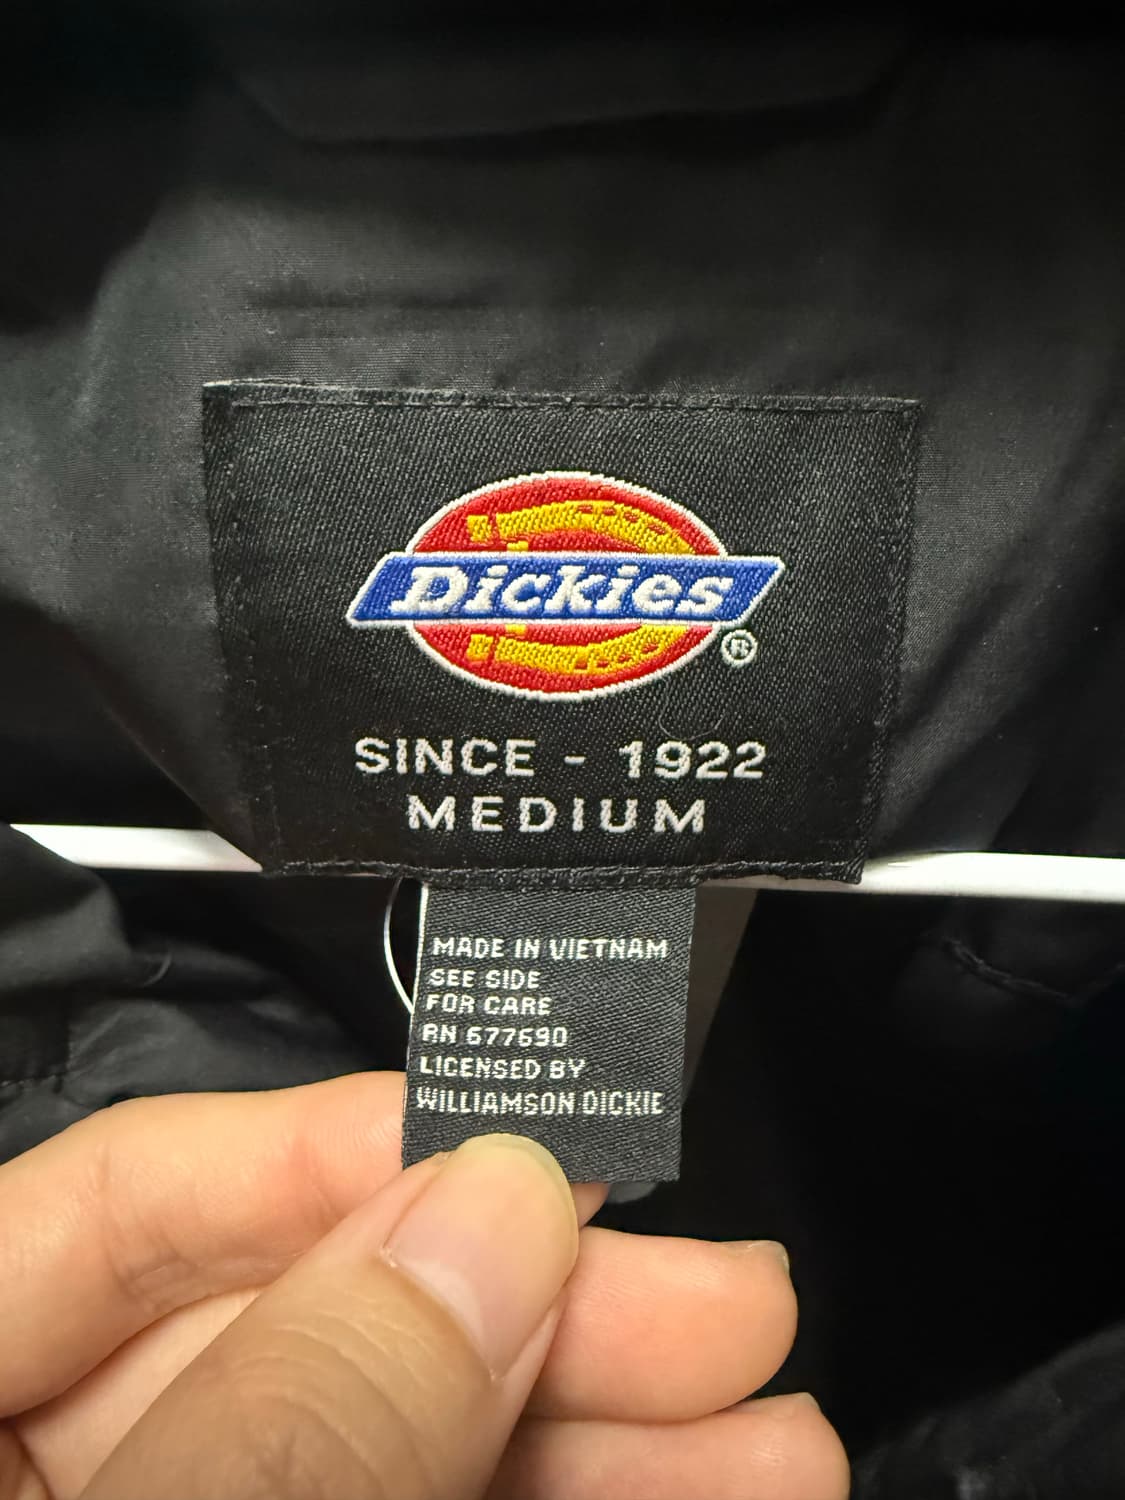 Dickies
®
SINCE - 1922
MEDIUM
MADE IN VIETNAM
SEE SIDE
FOR CARE
RN 677690
LICENSED BY
WILLIAMSON DICKIE